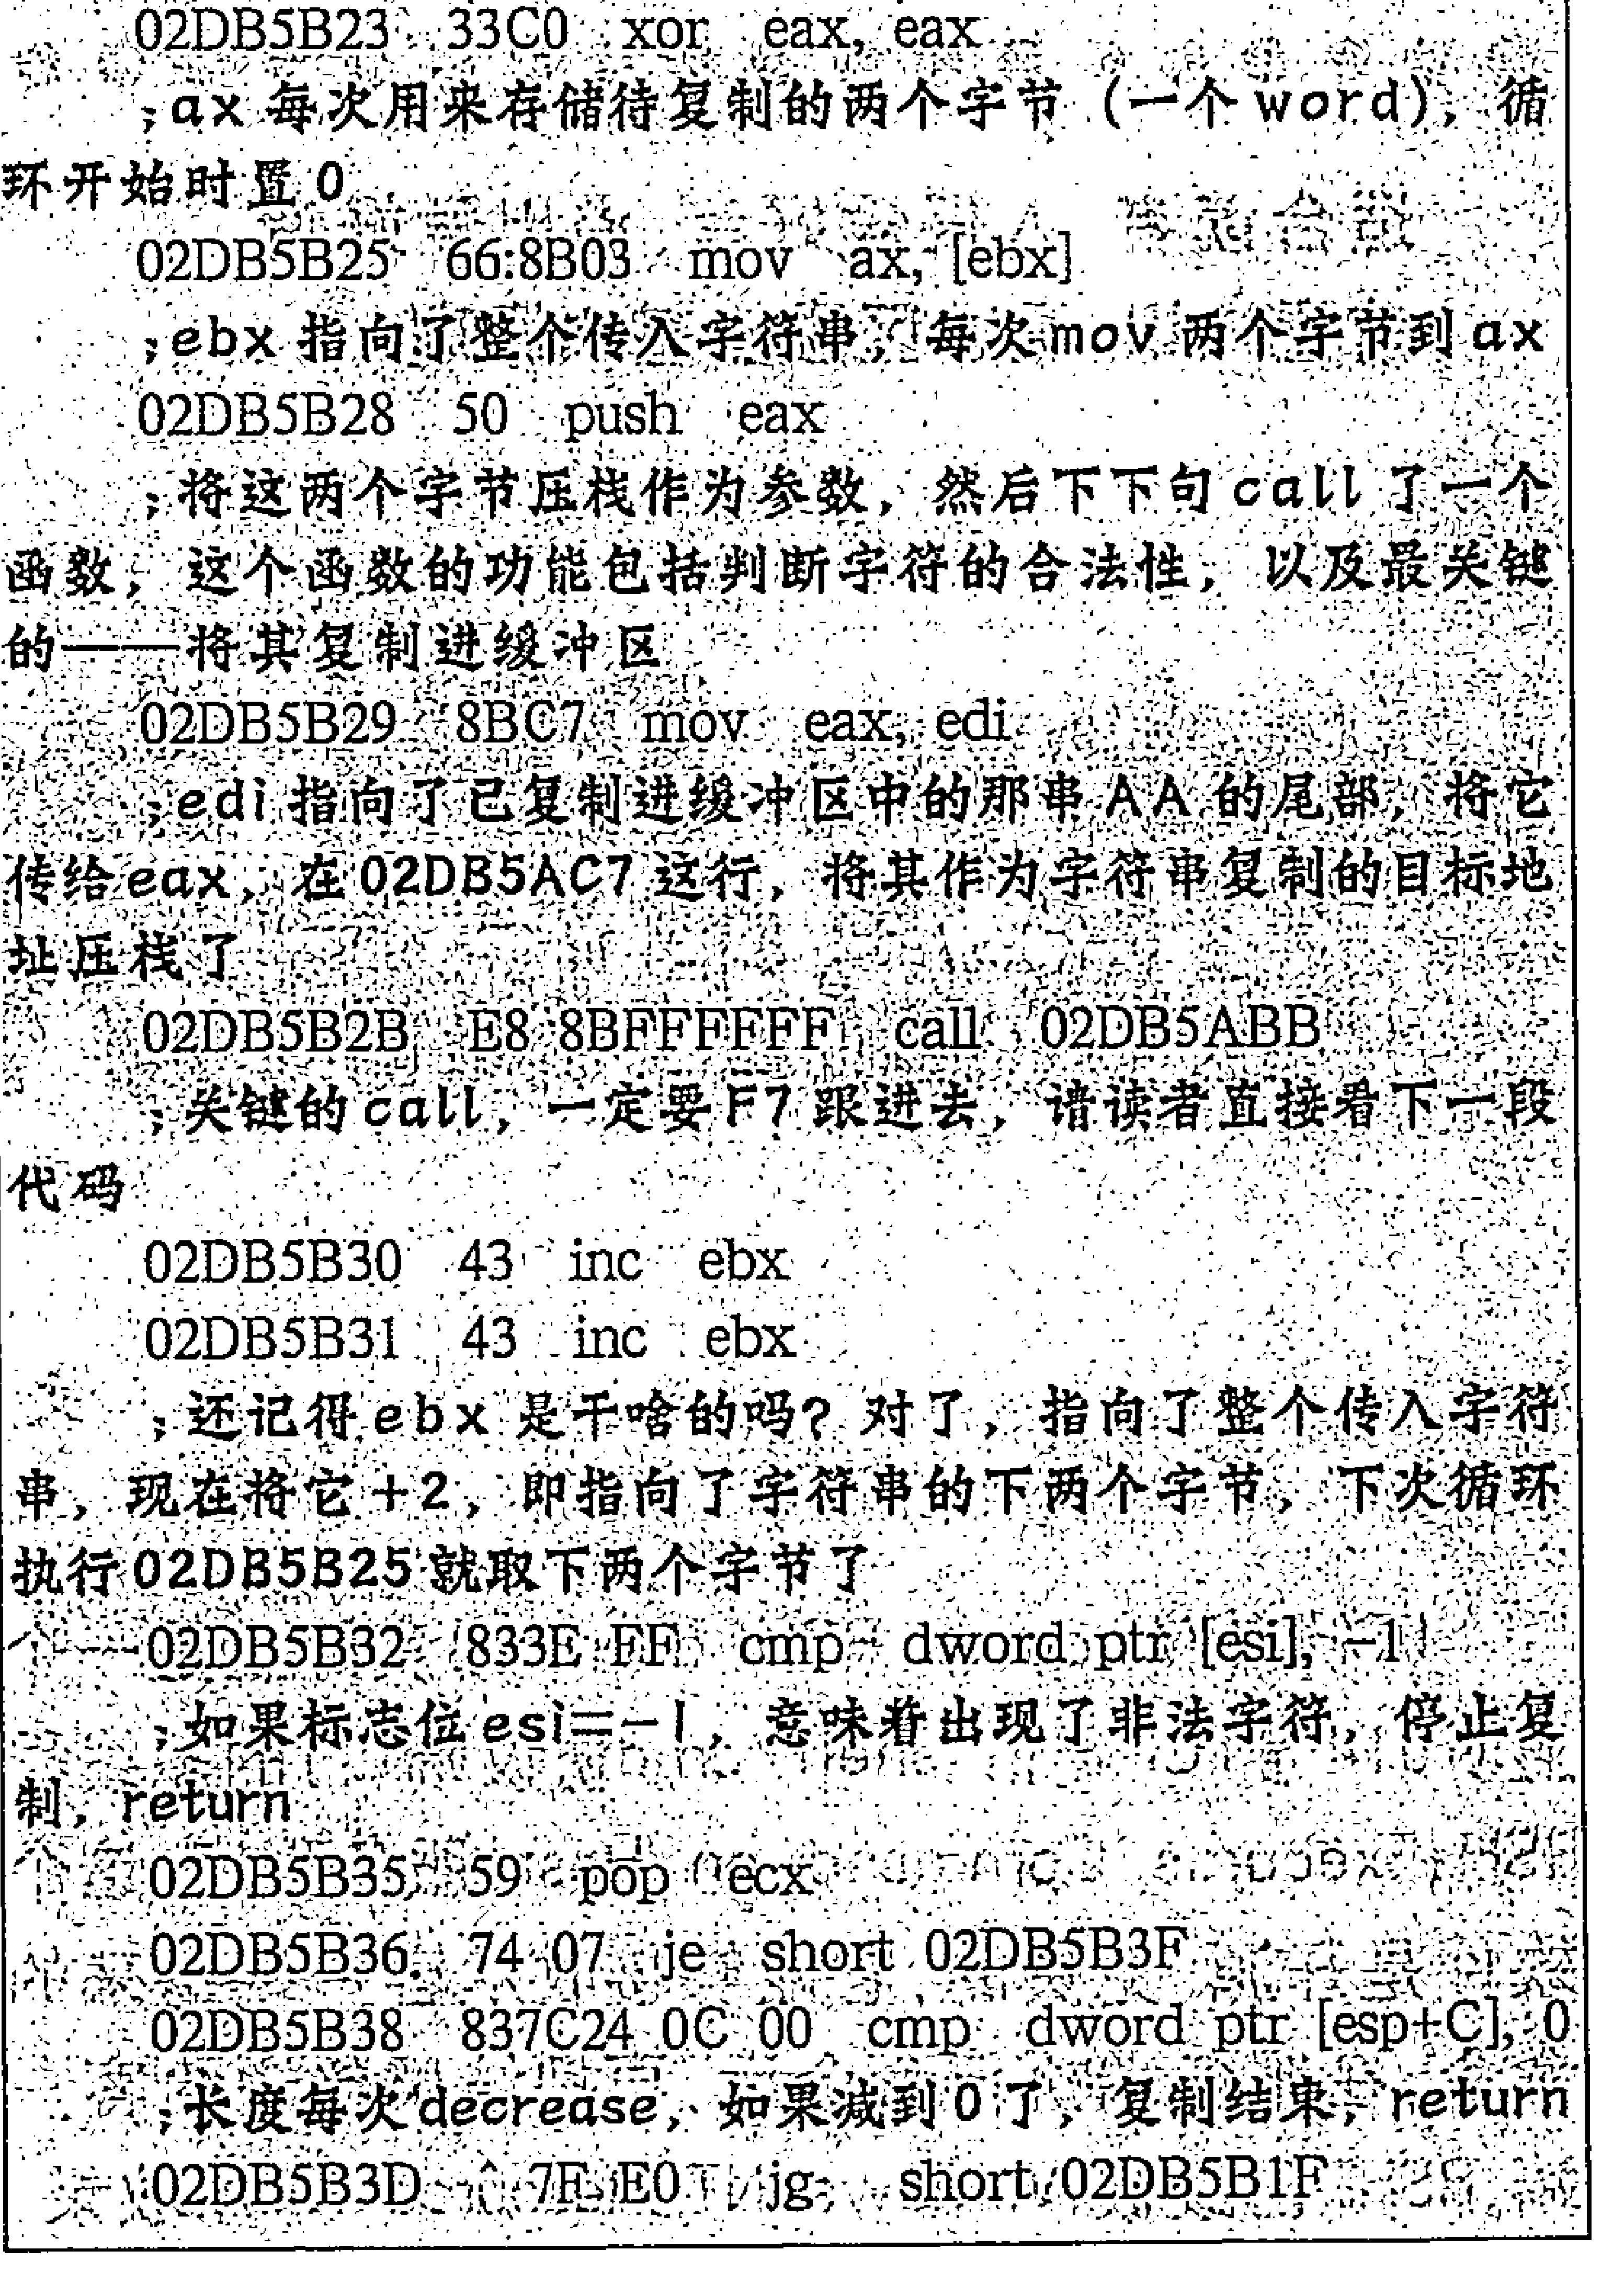 02DB5B23 33C0 xor eax, eax
;ax 每次用来存储待复制的两个字节（一个 word），循
环开始时置 0
02DB5B25 66:8B03 mov ax, [ebx]
;ebx 指向了整个传入字符串，每次 mov 两个字节到 ax
02DB5B28 50 push eax
;将这两个字节压栈作为参数，然后下下句 call 了一个
函数，这个函数的功能包括判断字符的合法性，以及最关键
的——将其复制进缓冲区
02DB5B29 8BC7 mov eax, edi
;edi 指向了已复制进缓冲区中的那串 AA 的尾部，将它
传给 eax，在 02DB5AC7 这行，将其作为字符串复制的目标地
址压栈了
02DB5B2B E8 8BFFFFFF call 02DB5ABB
;关键的 call，一定要 F7 跟进去，请读者直接看下一段
代码
02DB5B30 43 inc ebx
02DB5B31 43 inc ebx
;还记得 ebx 是干啥的吗？对了，指向了整个传入字符
串，现在将它 +2，即指向了字符串的下两个字节，下次循环
执行 02DB5B25 就取下两个字节了
02DB5B32 833E FF cmp dword ptr [esi], -1
;如果标志位 esi=-1，意味着出现了非法字符，停止复
制，return
02DB5B35 59 pop ecx
02DB5B36 74 07 je short 02DB5B3F
02DB5B38 837C24 0C 00 cmp dword ptr [esp+C], 0
;长度每次 decrease，如果减到 0 了，复制结束，return
02DB5B3D 7F E0 jg short 02DB5B1F